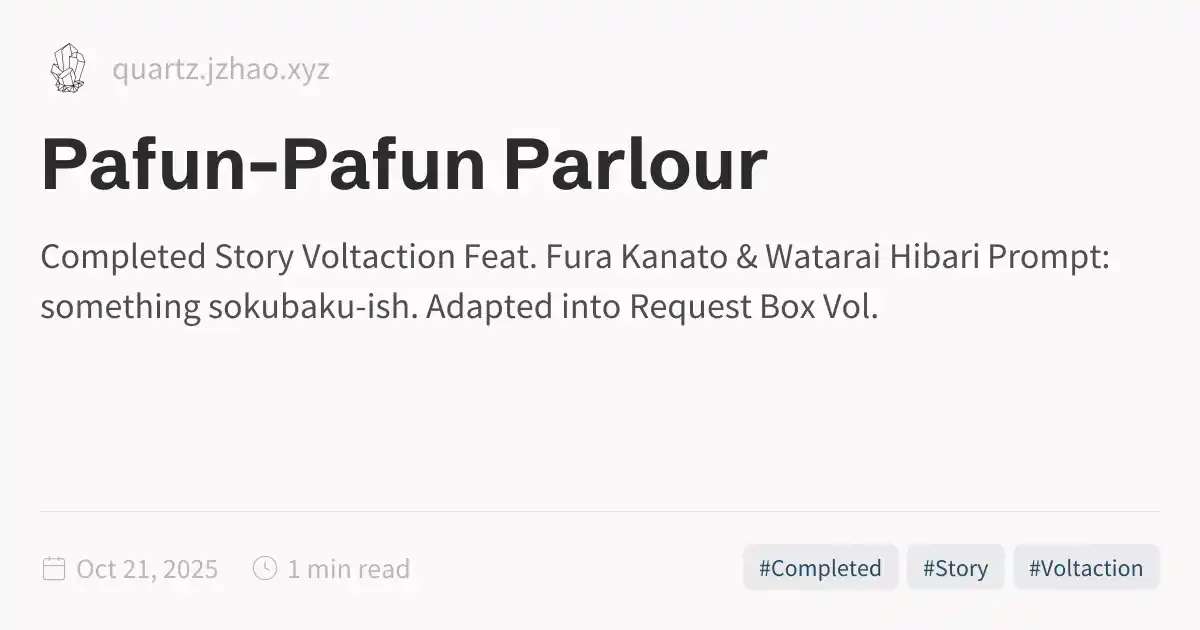 quartz.jzhao.xyz
Pafun-Pafun Parlour
Completed Story Voltaction Feat. Fura Kanato & Watarai Hibari Prompt:
something sokubaku-ish. Adapted into Request Box Vol.
Oct 21, 2025 1 min read #Completed #Story #Voltaction